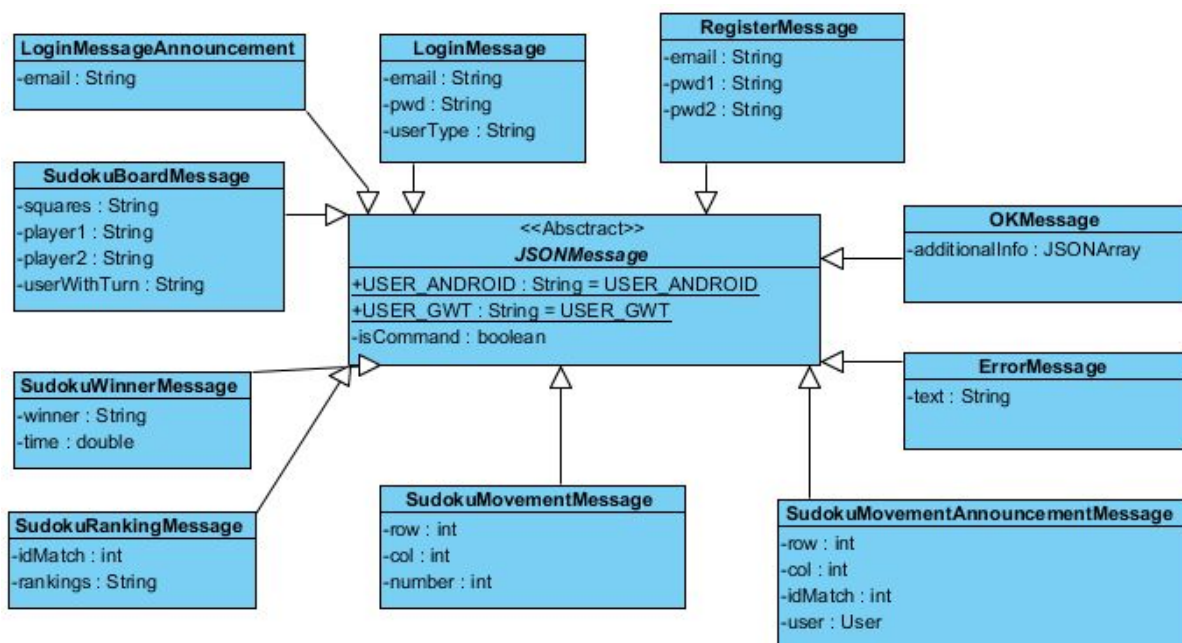 LoginMessageAnnouncement
-email : String
LoginMessage
-email : String
-pwd : String
-userType : String
RegisterMessage
-email : String
-pwd1 : String
-pwd2 : String
SudokuBoardMessage
-squares : String
-player1 : String
-player2 : String
-userWithTurn : String
<<Absctract>>
JSONMessage
+USER_ANDROID : String = USER_ANDROID
+USER_GWT : String = USER_GWT
-isCommand : boolean
OKMessage
-additionalInfo : JSONArray
SudokuWinnerMessage
-winner : String
-time : double
ErrorMessage
-text : String
SudokuRankingMessage
-idMatch : int
-rankings : String
SudokuMovementMessage
-row : int
-col : int
-number : int
SudokuMovementAnnouncementMessage
-row : int
-col : int
-idMatch : int
-user : User